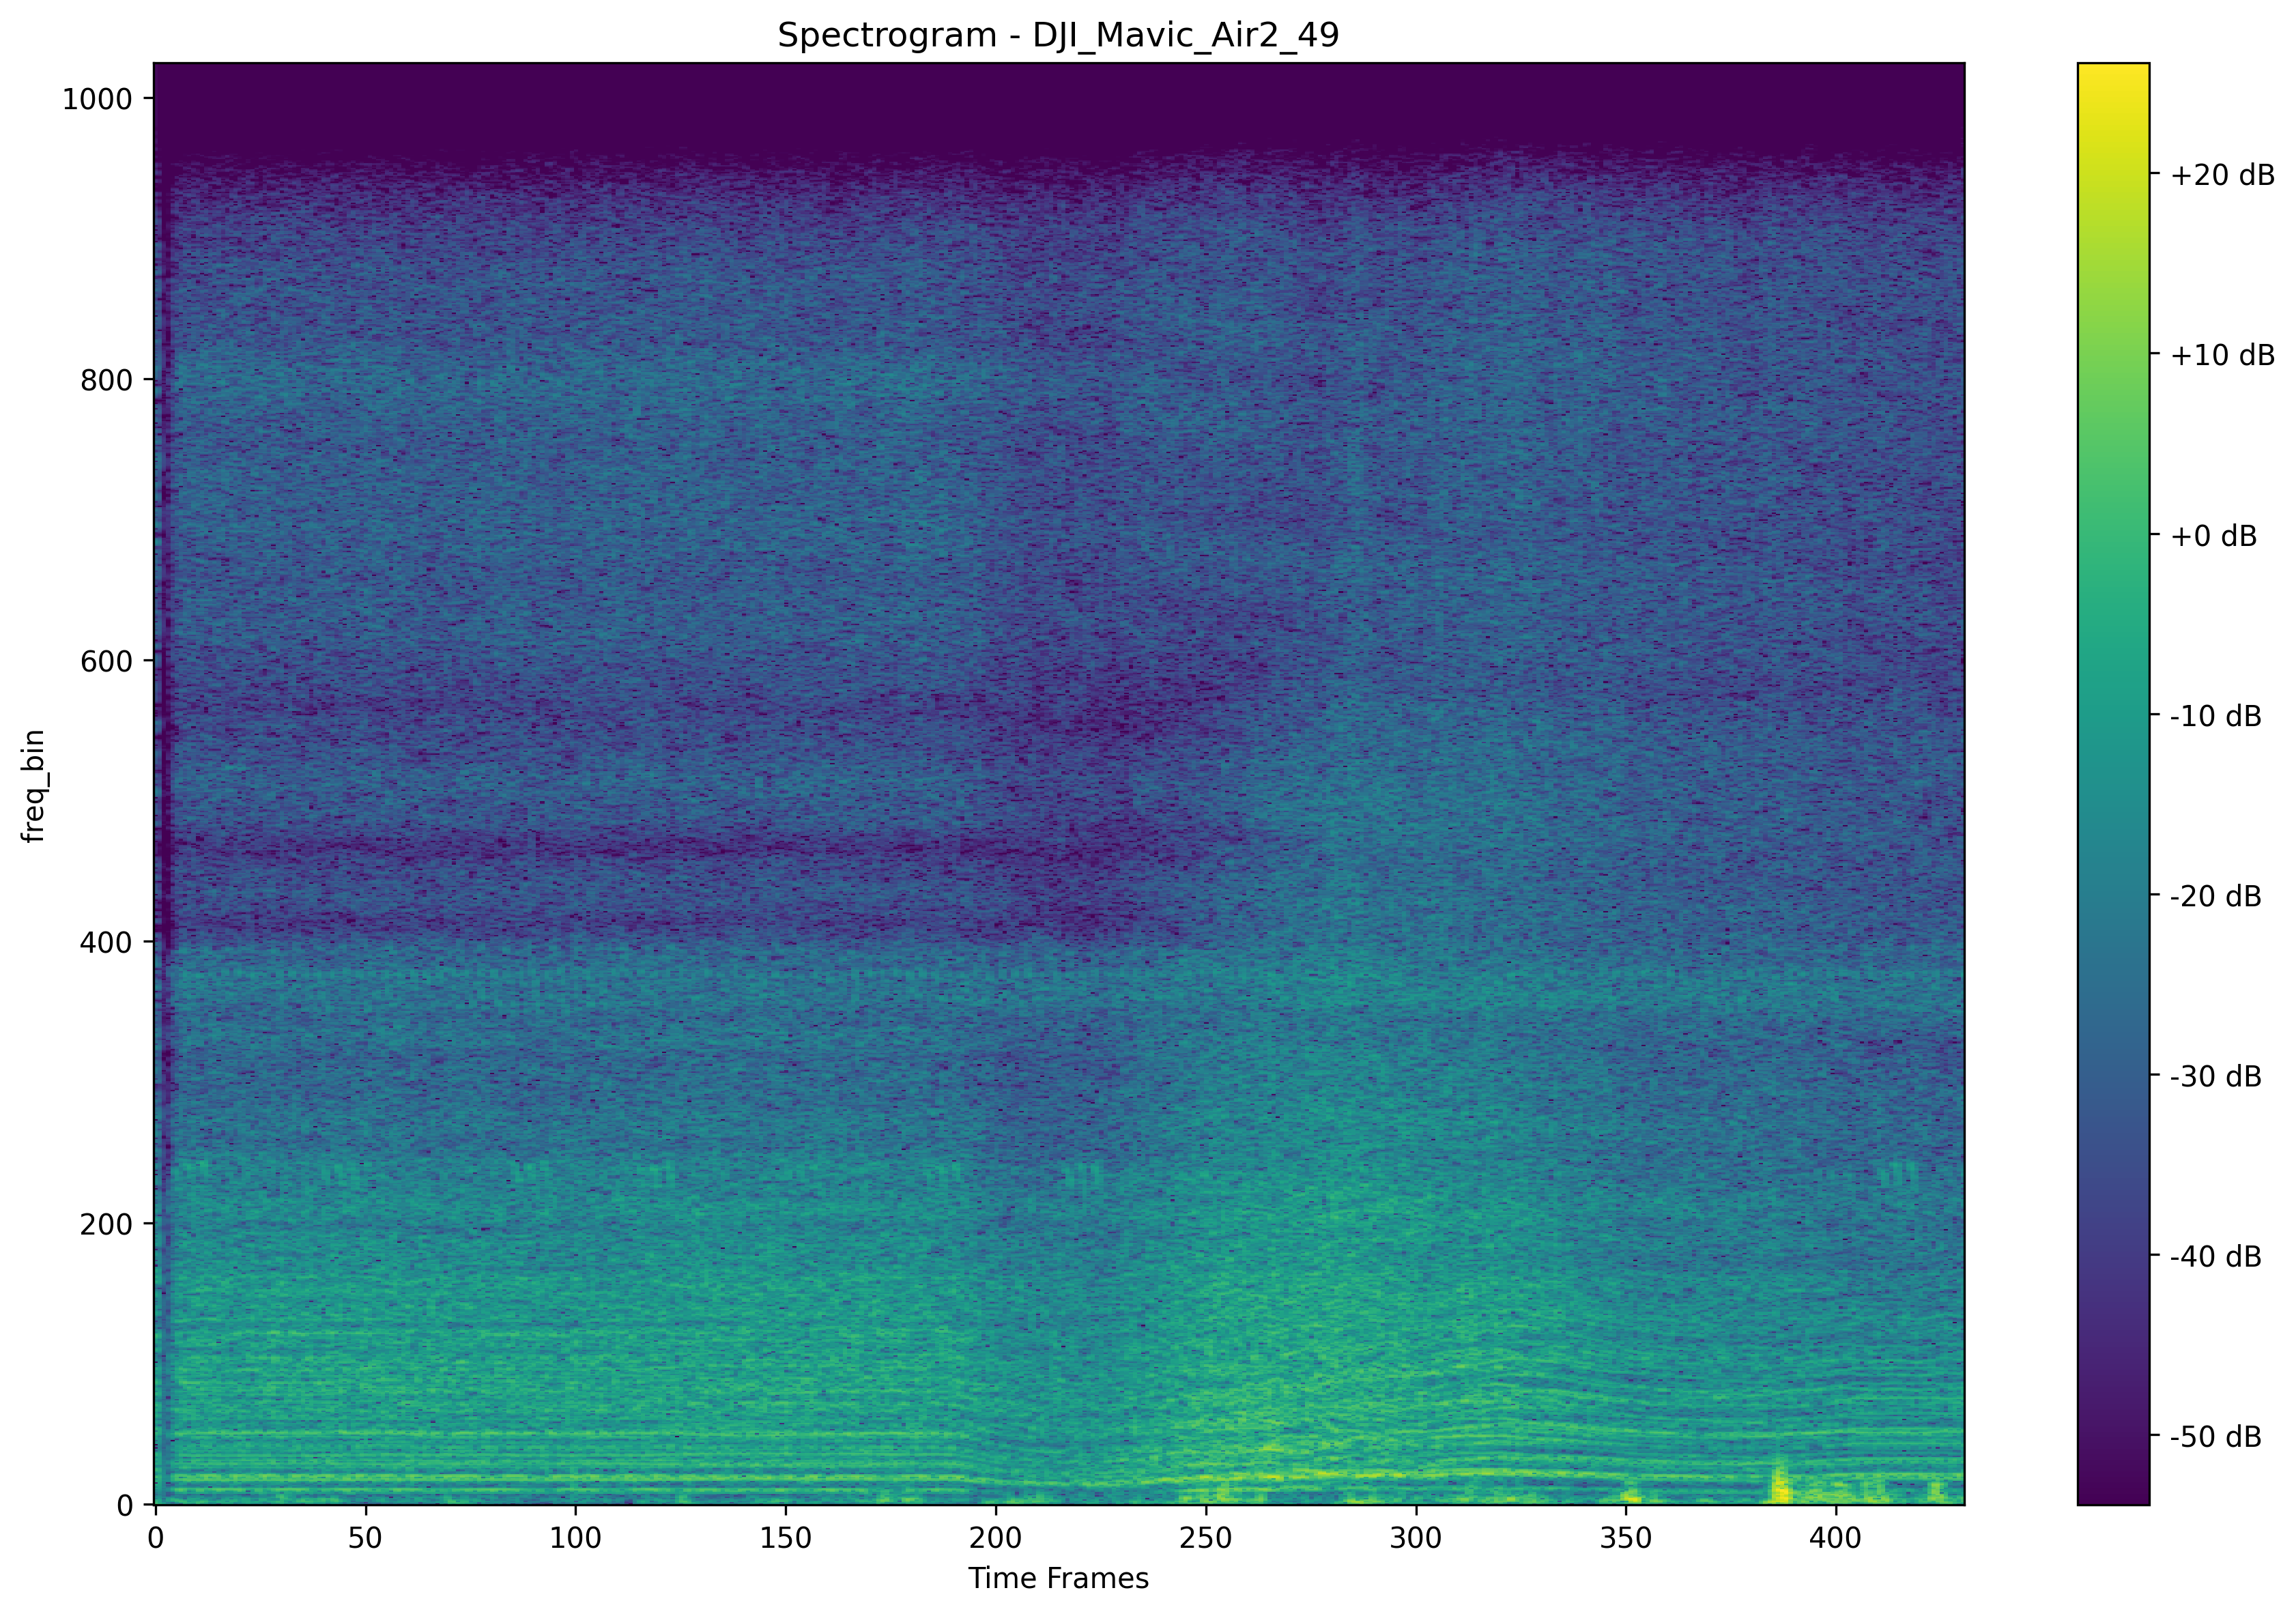 Spectrogram - DJI_Mavic_Air2_49
1000
800
600
400
200
0
freq_bin
0 50 100 150 200 250 300 350 400
Time Frames
+20 dB
+10 dB
+0 dB
-10 dB
-20 dB
-30 dB
-40 dB
-50 dB